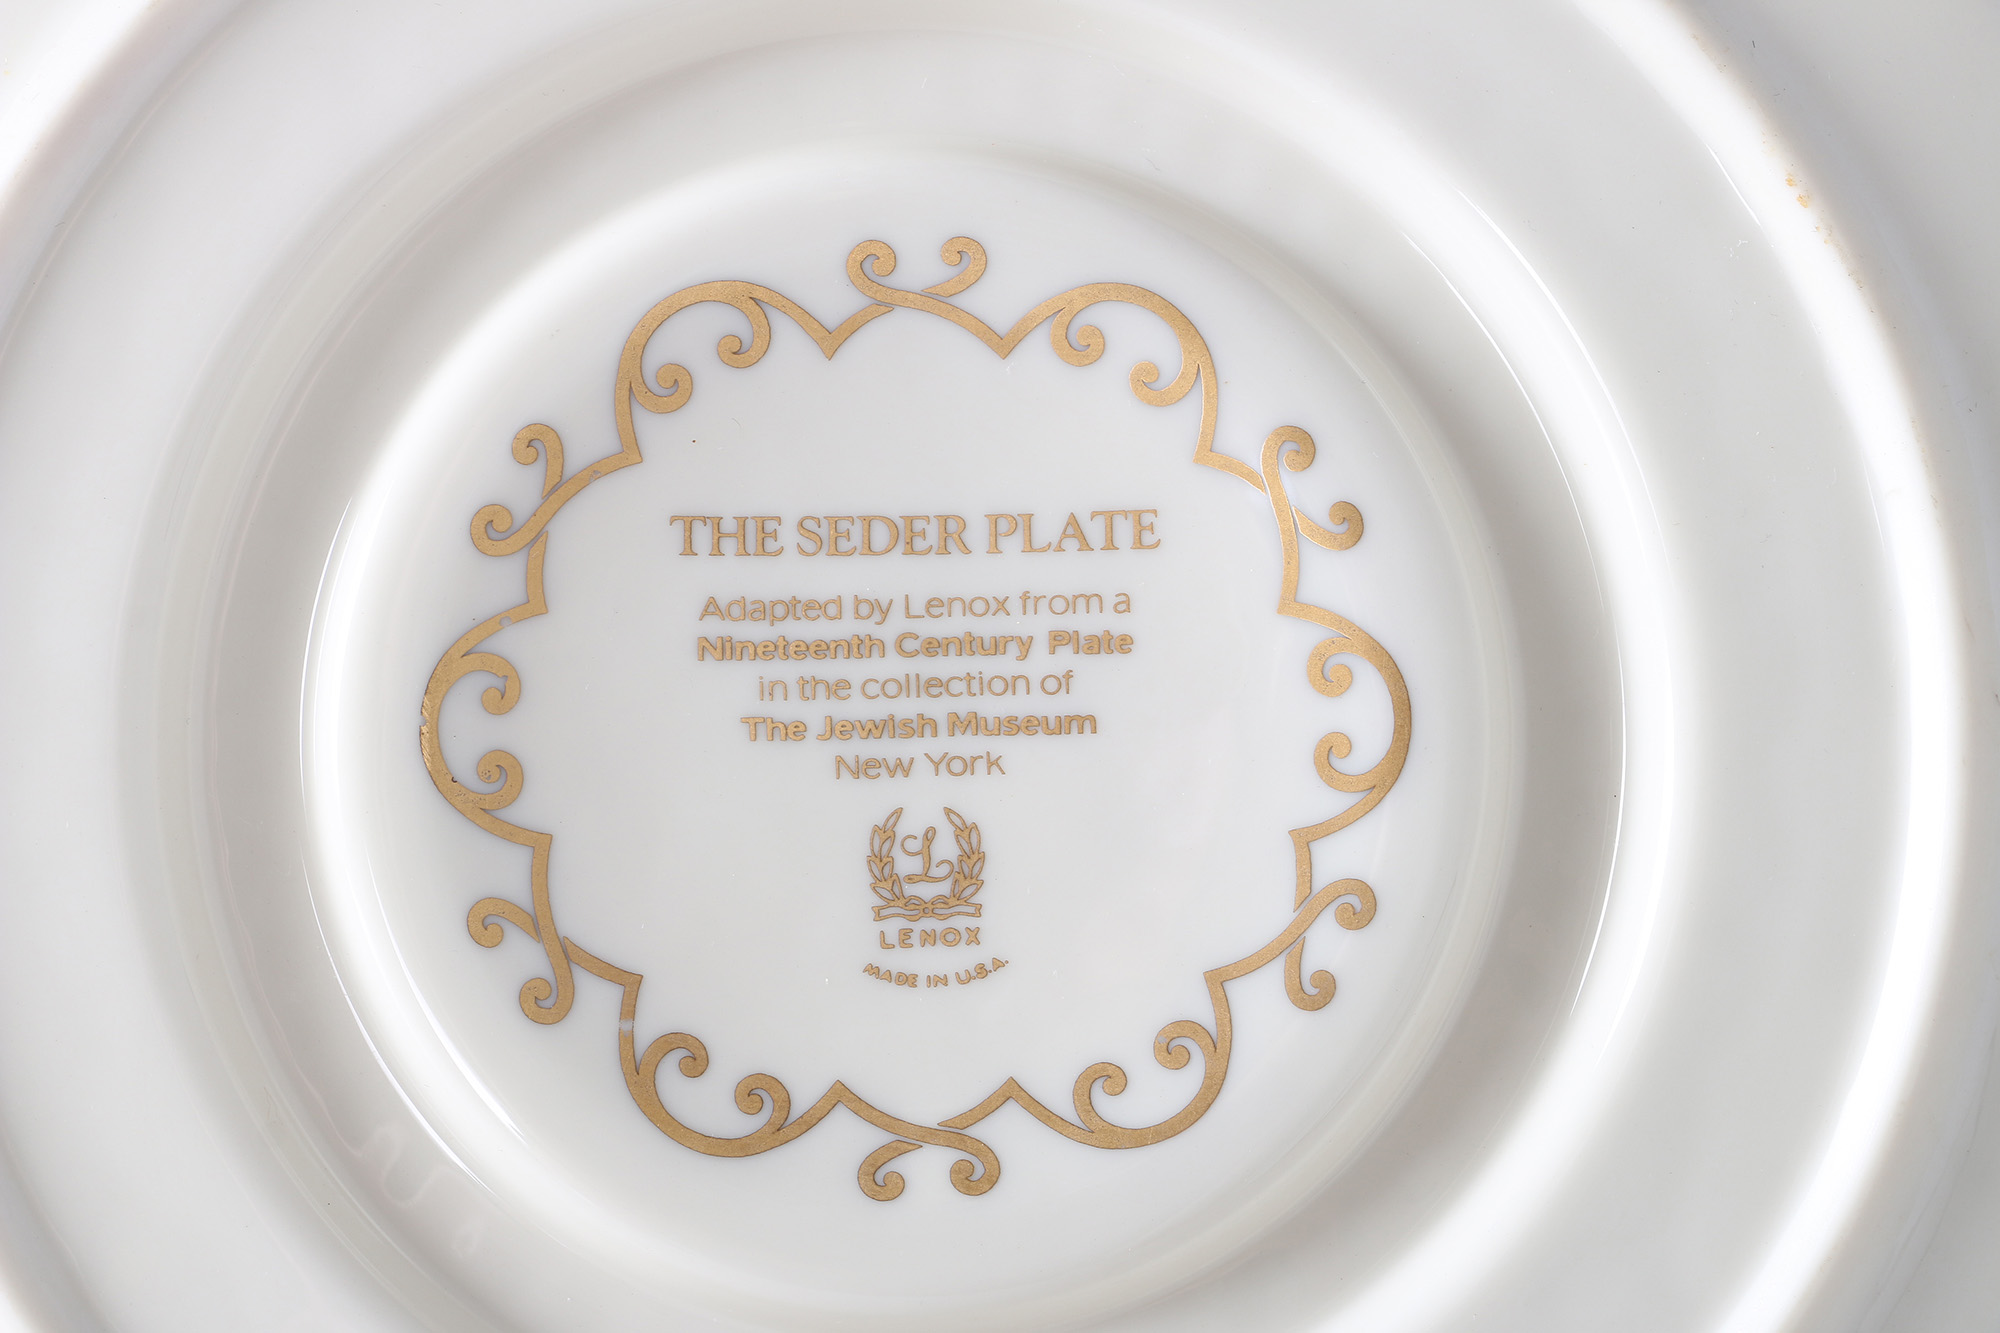 THE SEDER PLATE
Adapted by Lenox from a
Nineteenth Century Plate
in the collection of
The Jewish Museum
New York
L
LENOX
MADE IN U.S.A.